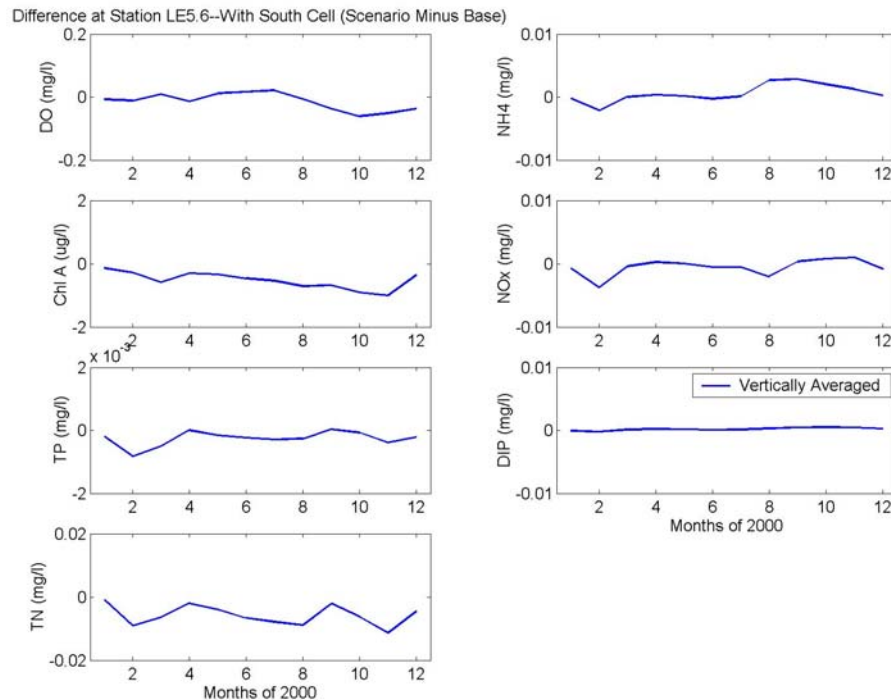 Difference at Station LE5.6--With South Cell (Scenario Minus Base)
0.2
0
-0.2
DO (mg/l)
2 4 6 8 10 12
0.01
0
-0.01
NH4 (mg/l)
2 4 6 8 10 12
2
0
-2
Chl A (ug/l)
2 4 6 8 10 12
0.01
0
-0.01
NOx (mg/l)
2 4 6 8 10 12
x 10-3
2
0
-2
TP (mg/l)
2 4 6 8 10 12
0.01
0
-0.01
DIP (mg/l)
Vertically Averaged
2 4 6 8 10 12
Months of 2000
0.02
0
-0.02
TN (mg/l)
2 4 6 8 10 12
Months of 2000